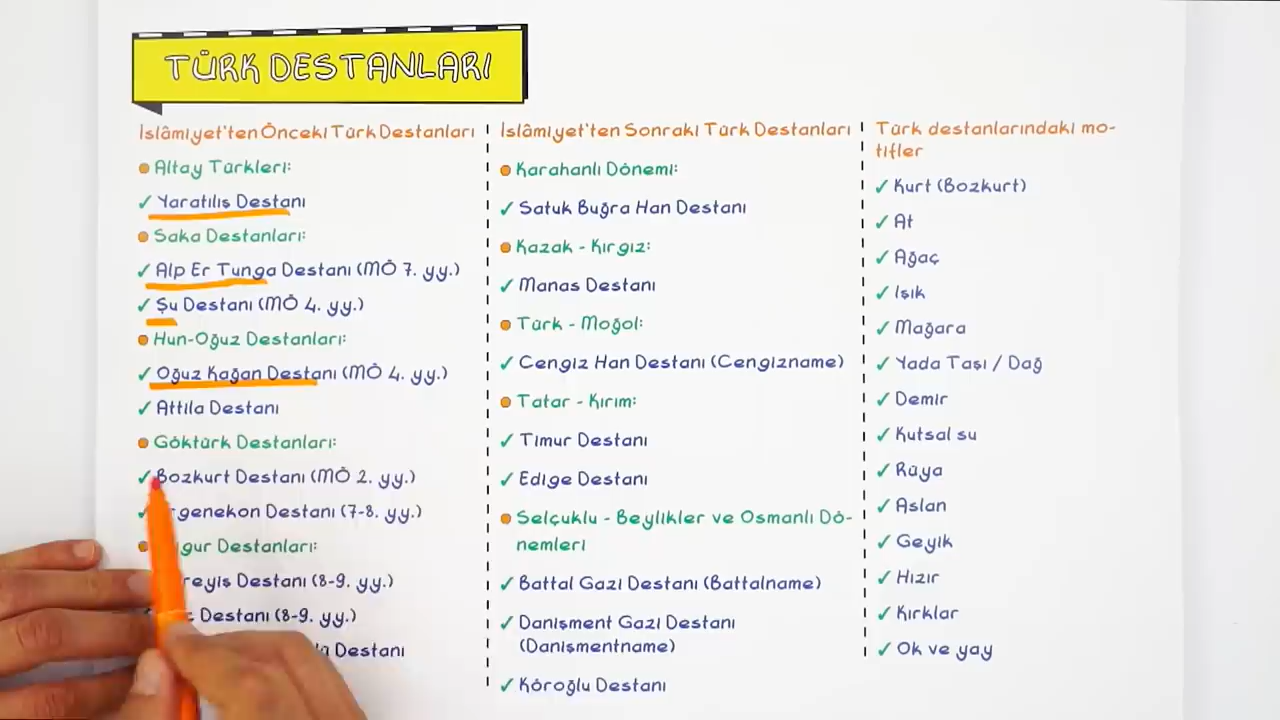 TÜRK DESTANLARI
İslâmiyet'ten Önceki Türk Destanları
Altay Türkleri:
✓ Yaratılış Destanı
Saka Destanları:
✓ Alp Er Tunga Destanı (MÖ 7. yy.)
✓ Şu Destanı (MÖ 4. yy.)
Hun-Oğuz Destanları:
✓ Oğuz Kağan Destanı (MÖ 4. yy.)
✓ Attila Destanı
Göktürk Destanları:
✓ Bozkurt Destanı (MÖ 2. yy.)
✓ rgenekon Destanı (7-8. yy.)
gur Destanları:
reyiş Destanı (8-9. yy.)
Destanı (8-9. yy.)
Destanı
İslâmiyet'ten Sonraki Türk Destanları
Karahanlı Dönemi:
✓ Satuk Buğra Han Destanı
Kazak - Kırgız:
✓ Manas Destanı
Türk - Moğol:
✓ Cengiz Han Destanı (Cengizname)
Tatar - Kırım:
✓ Timur Destanı
✓ Edige Destanı
Selçuklu - Beylikler ve Osmanlı Dö-
nemleri
✓ Battal Gazi Destanı (Battalname)
✓ Danişment Gazi Destanı
(Danişmentname)
✓ Köroğlu Destanı
Türk destanlarındaki mo-
tifler
✓ Kurt (Bozkurt)
✓ At
✓ Ağaç
✓ Işık
✓ Mağara
✓ Yada Taşı / Dağ
✓ Demir
✓ Kutsal su
✓ Rüya
✓ Aslan
✓ Geyik
✓ Hızır
✓ Kırklar
✓ Ok ve yay